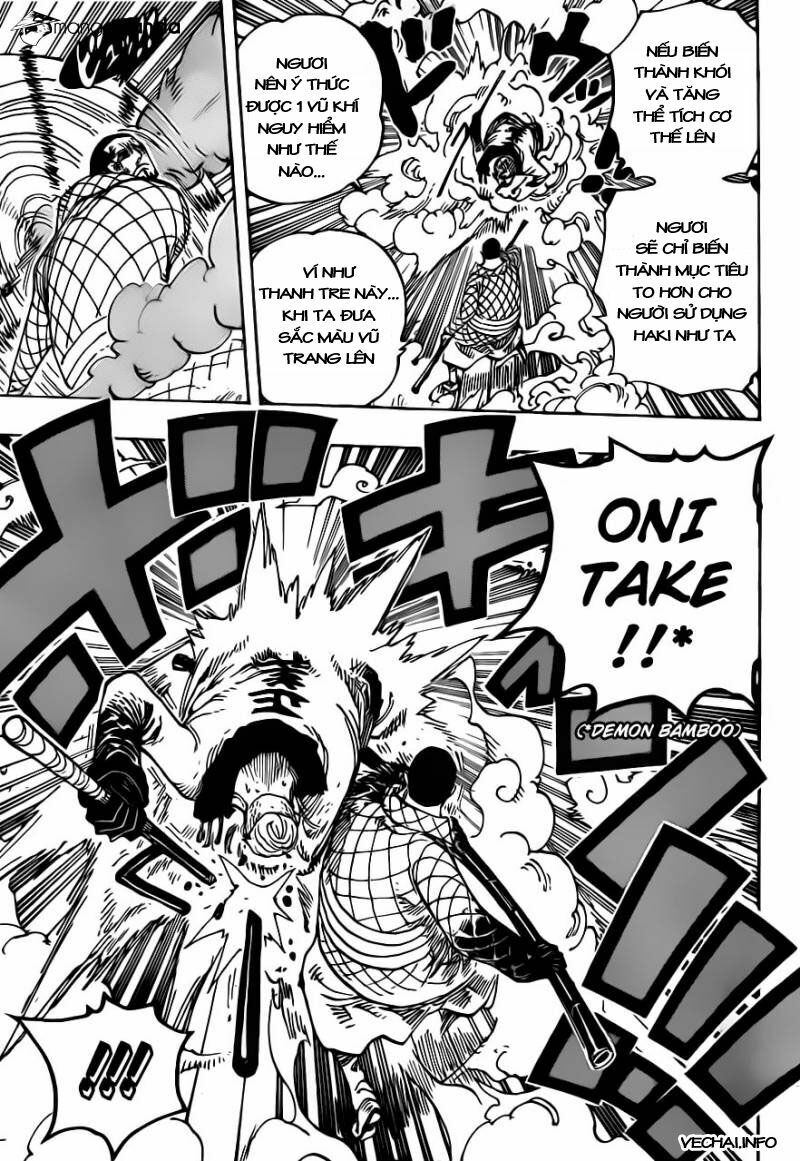 NẾU BIẾN
THÀNH KHÓI
VÀ TĂNG
THỂ TÍCH CƠ
THẾ LÊN
NGƯƠI
SẼ CHỈ BIẾN
THÀNH MỤC TIÊU
TO HƠN CHO
NGƯỜI SỬ DỤNG
HAKI NHƯ TA
NGƯƠI
NÊN Ý THỨC
ĐƯỢC 1 VŨ KHÍ
NGUY HIỂM
NHƯ THẾ
NÀO...
VÍ NHƯ
THANH TRE NÀY...
KHI TA ĐƯA
SẮC MÀU VŨ
TRANG LÊN
ONI
TAKE
!!*
(*DEMON BAMBOO)
!!!
VECHAI.INFO